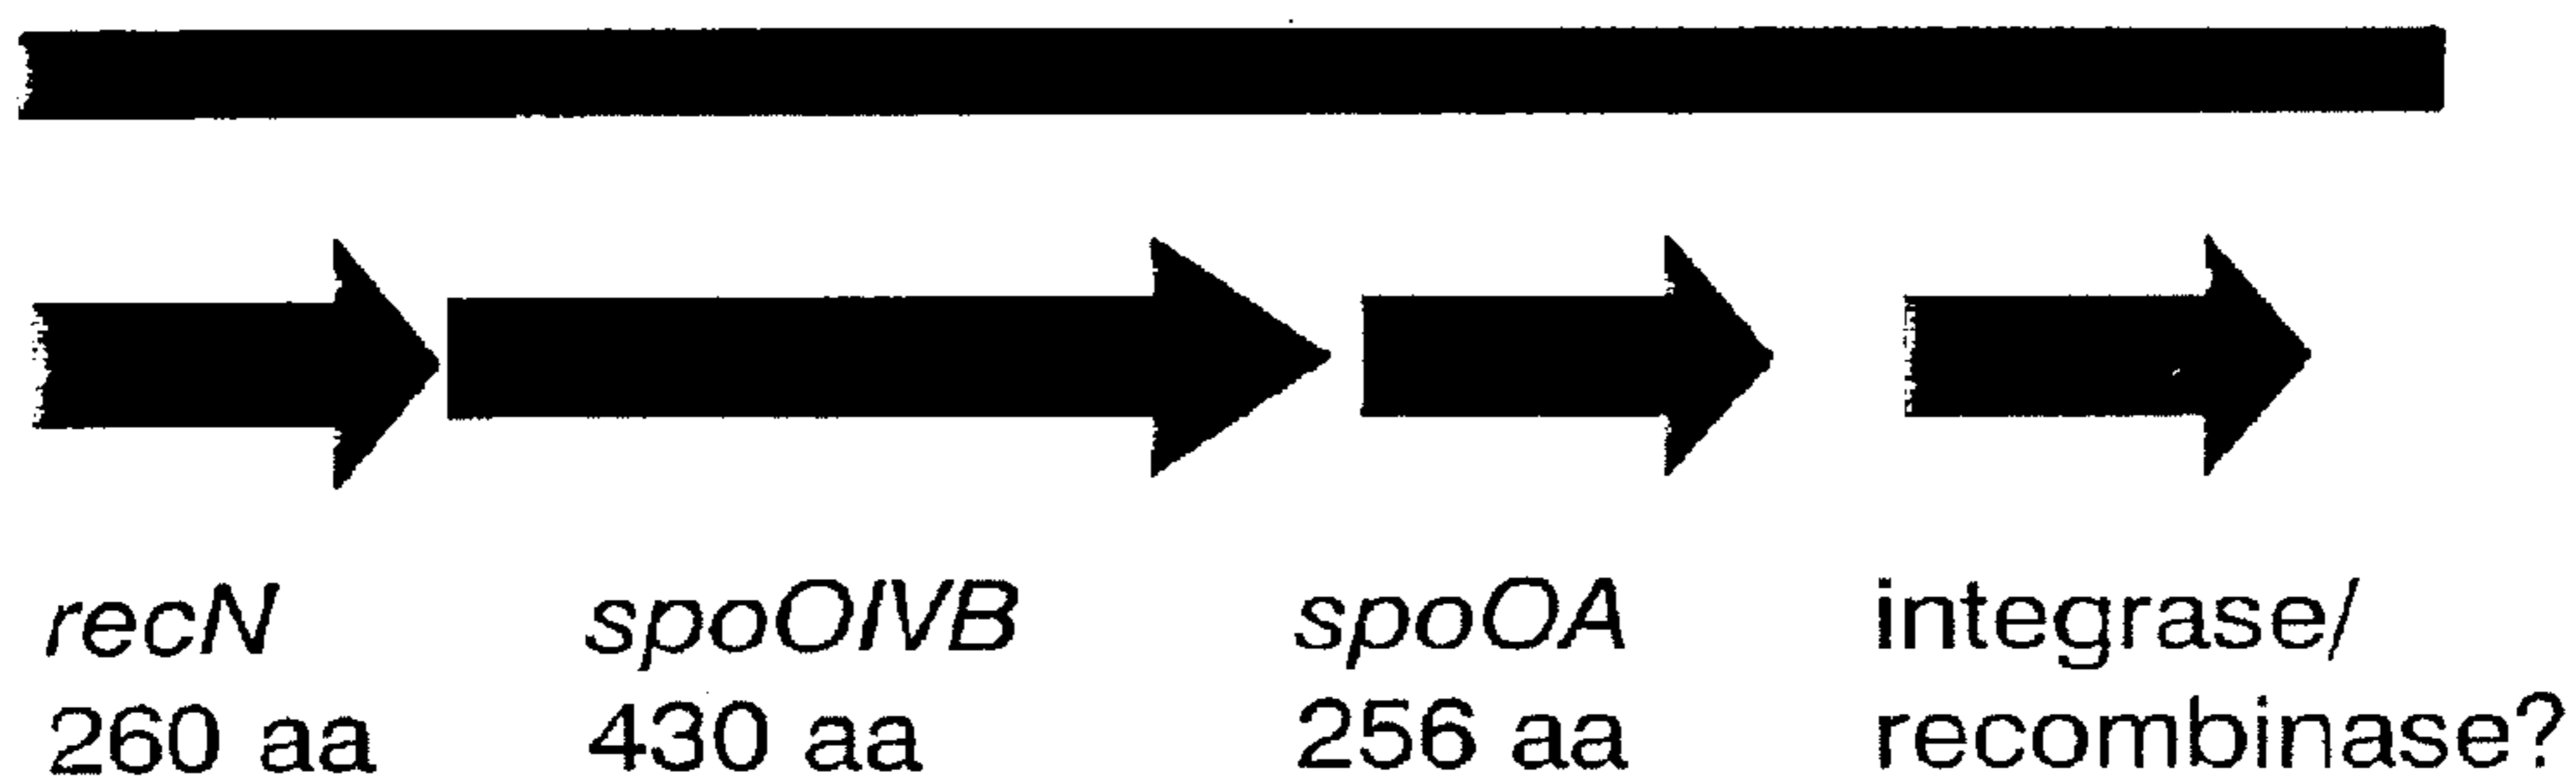 recN spoOIVB spoOA integrase/
260 aa 430 aa 256 aa recombinase?